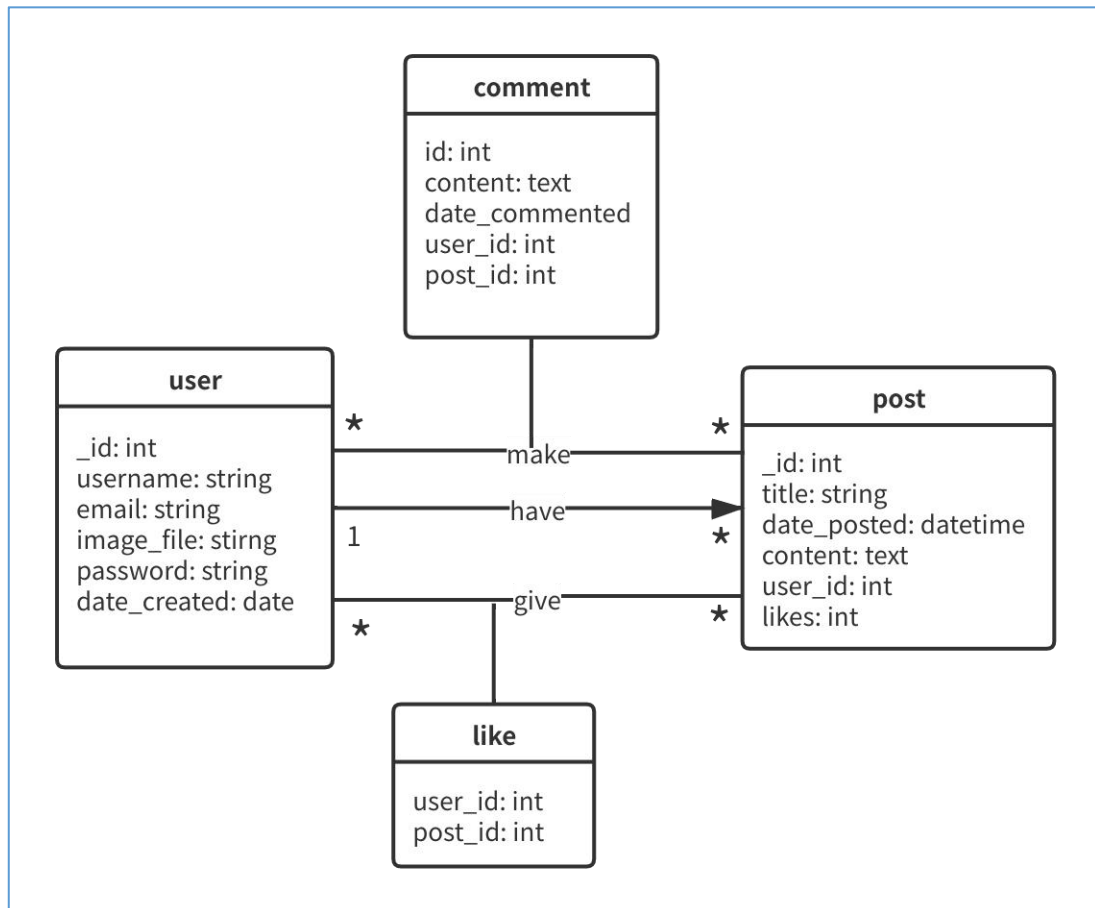 comment
id: int
content: text
date_commented
user_id: int
post_id: int
user
_id: int
username: string
email: string
image_file: stirng
password: string
date_created: date
*
make
*
have
1
*
give
*
*
post
_id: int
title: string
date_posted: datetime
content: text
user_id: int
likes: int
like
user_id: int
post_id: int